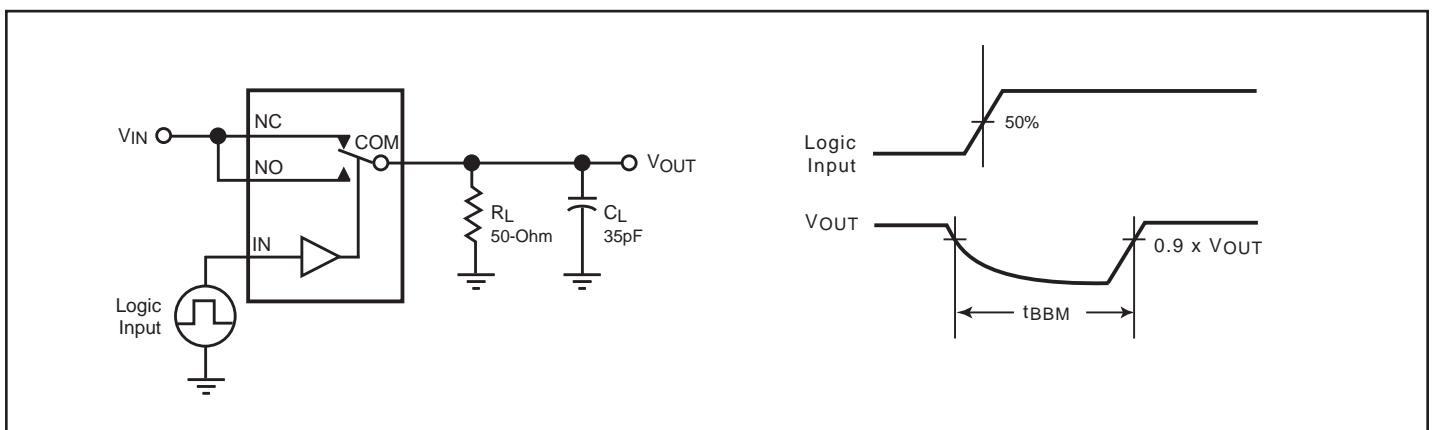 VIN
NC
COM
NO
VOUT
RL
50-Ohm
CL
35pF
IN
Logic
Input
50%
Logic
Input
VOUT
0.9 x VOUT
tBBM